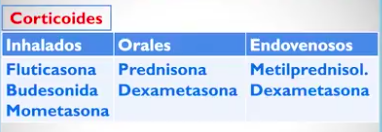 Corticoides
Inhalados Orales Endovenosos
Fluticasona Prednisona Metilprednisol.
Budesonida Dexametasona Dexametasona
Mometasona